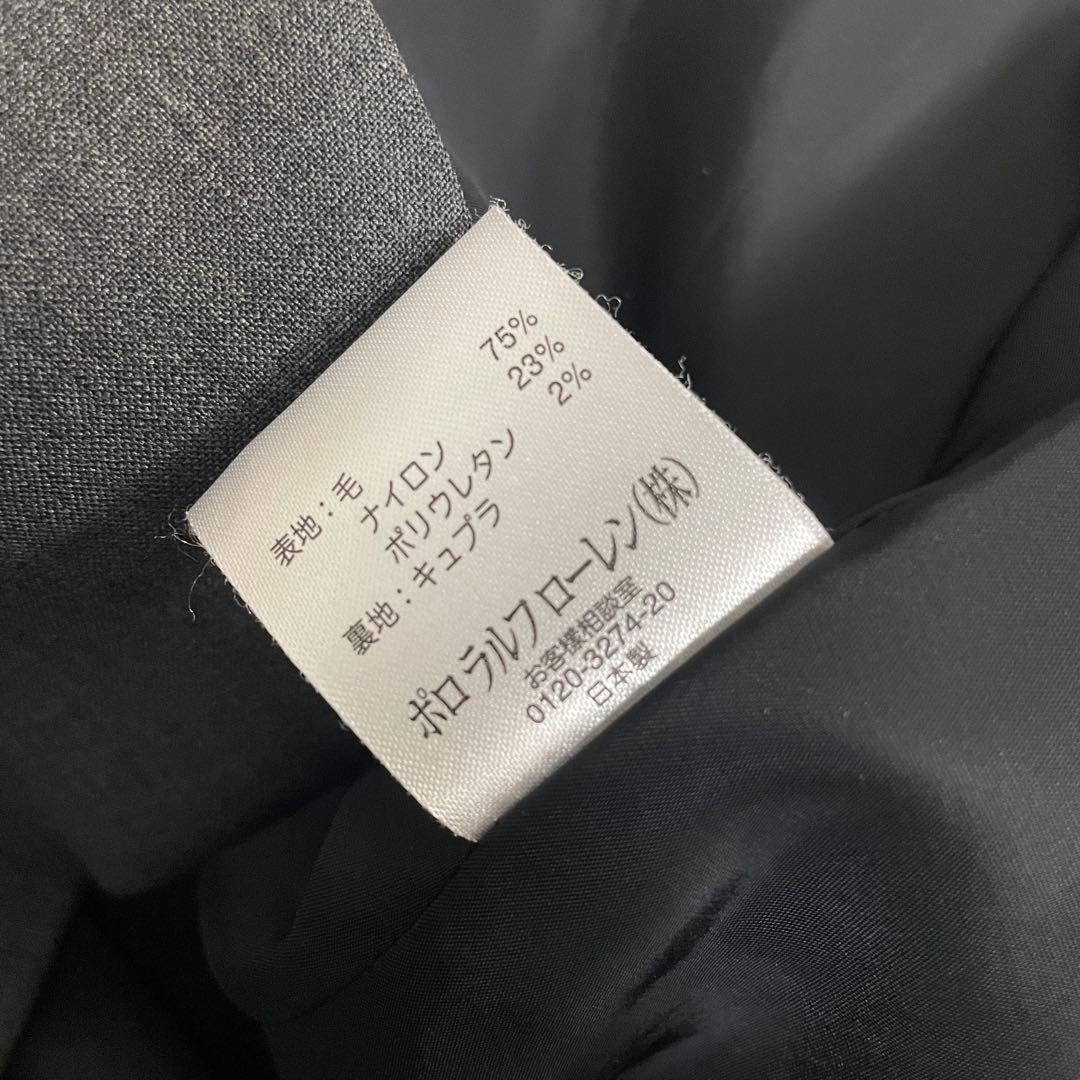 表地:毛 75%
ナイロン 23%
ポリウレタン 2%
裏地:キュプラ
ポロ ラルフ ローレン(株)
お客様相談室
0120-3274-20
日本製